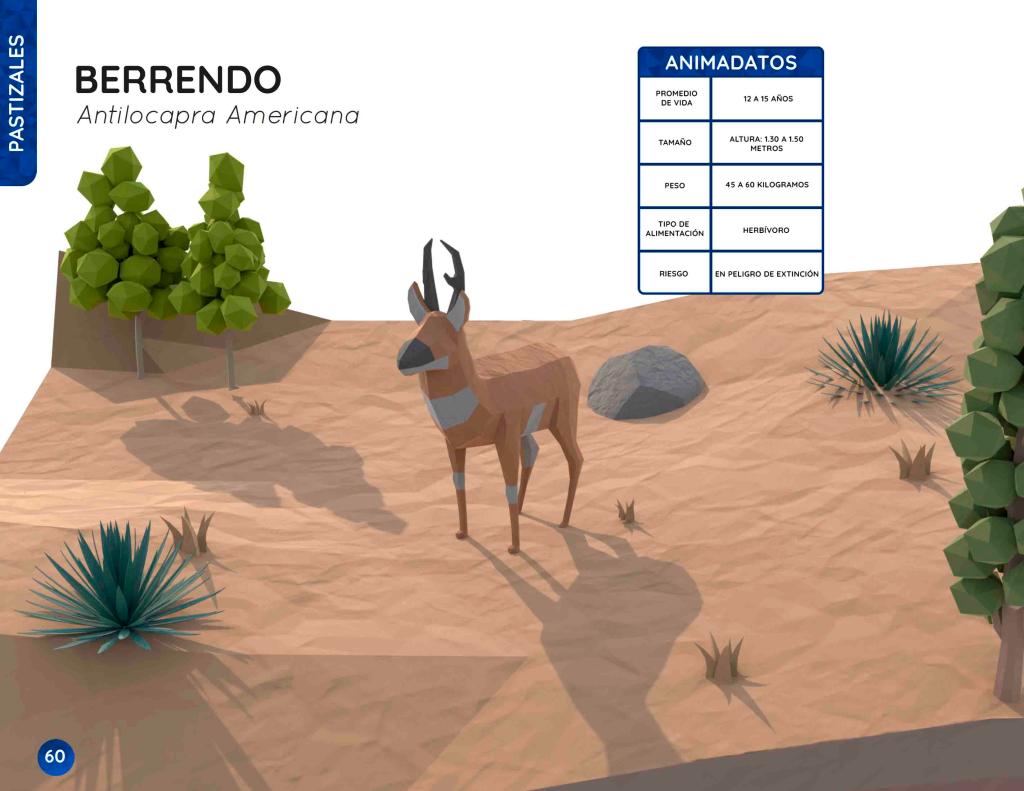 PASTIZALES
BERRENDO
Antilocapra Americana
ANIMADATOS
PROMEDIO
DE VIDA
12 A 15 AÑOS
TAMAÑO
ALTURA: 1.30 A 1.50
METROS
PESO
45 A 60 KILOGRAMOS
TIPO DE
ALIMENTACIÓN
HERBÍVORO
RIESGO
EN PELIGRO DE EXTINCIÓN
60